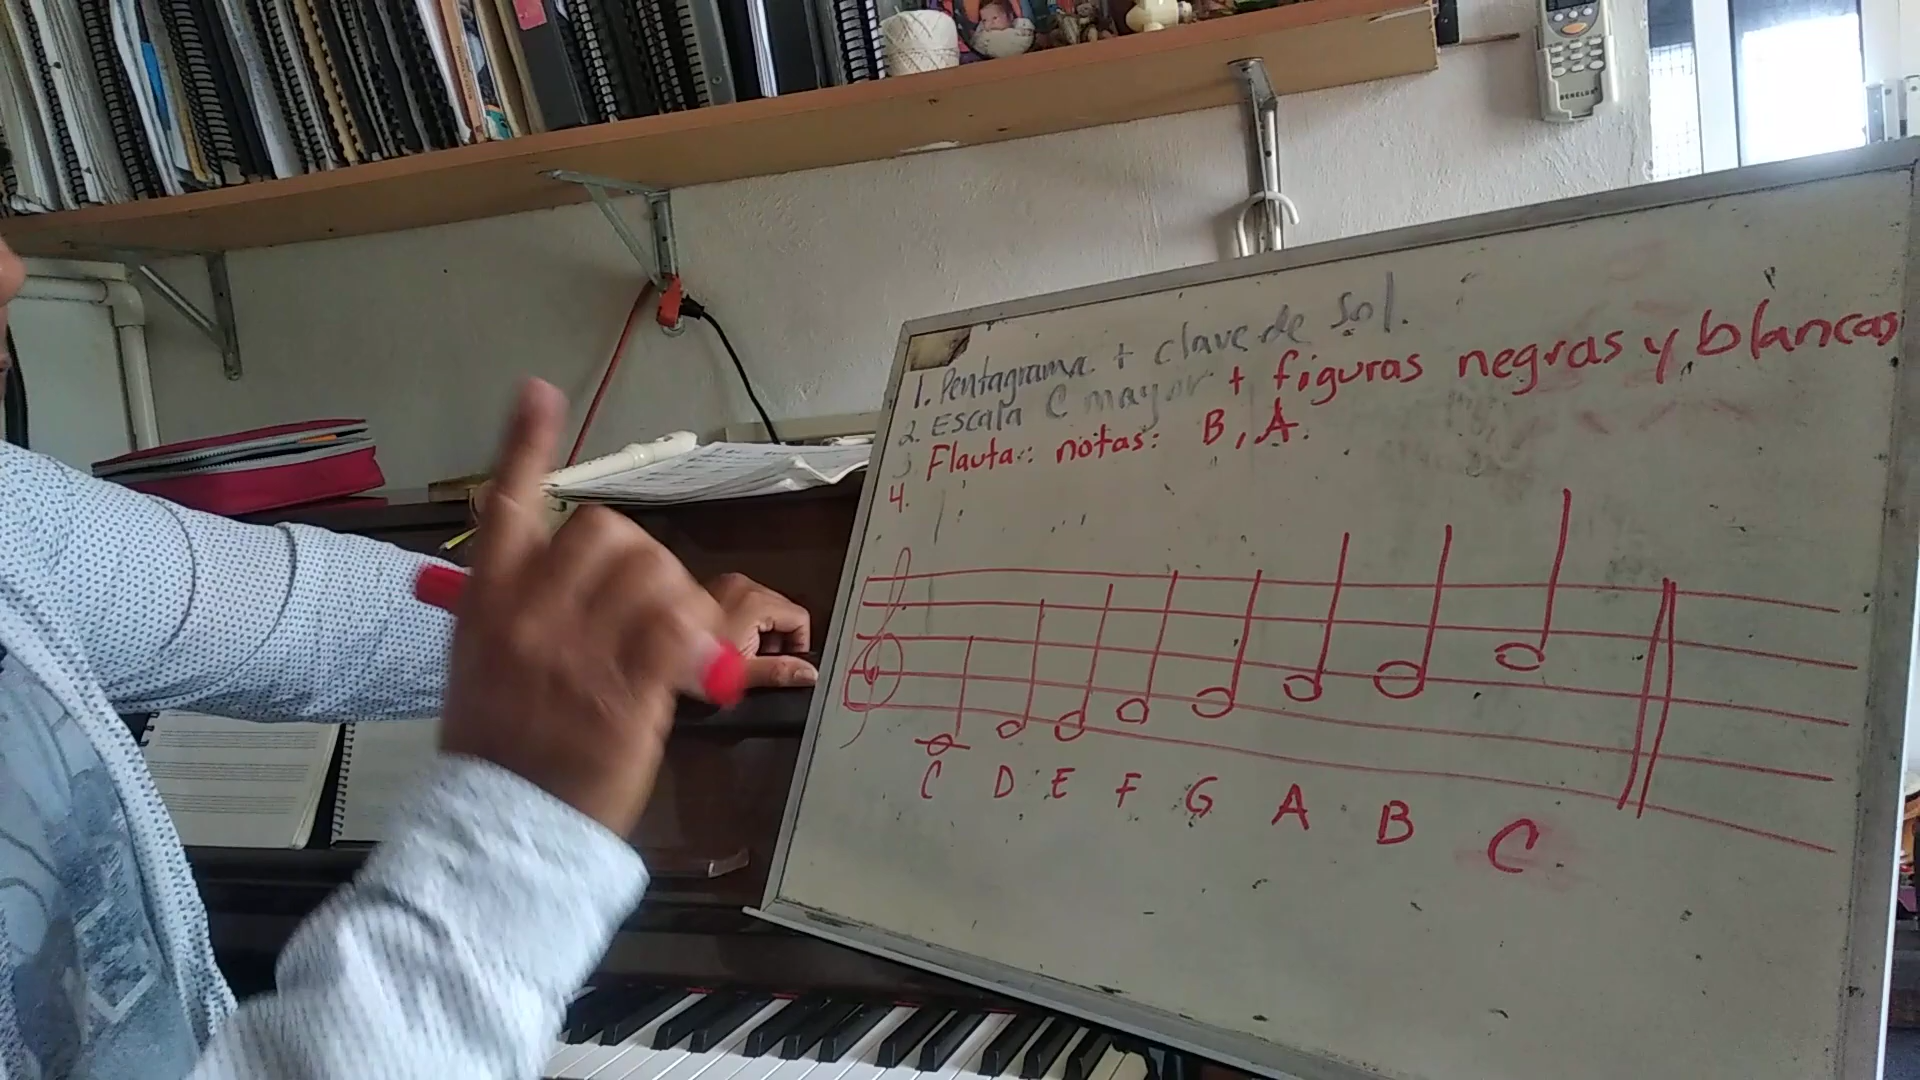 1. Pentagrama + clave de Sol.
2. Escala C mayor + figuras negras y blancas
3 Flauta: notas: B, A.
4.
C D E F G A B C